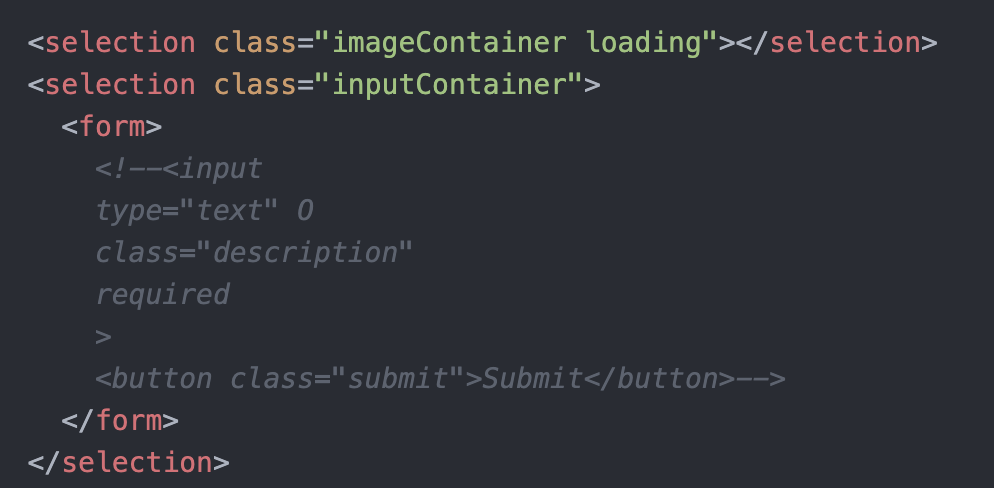 <selection class="imageContainer loading"></selection>
<selection class="inputContainer">
<form>
<!--<input
type="text" O
class="description"
required
>
<button class="submit">Submit</button>-->
</form>
</selection>